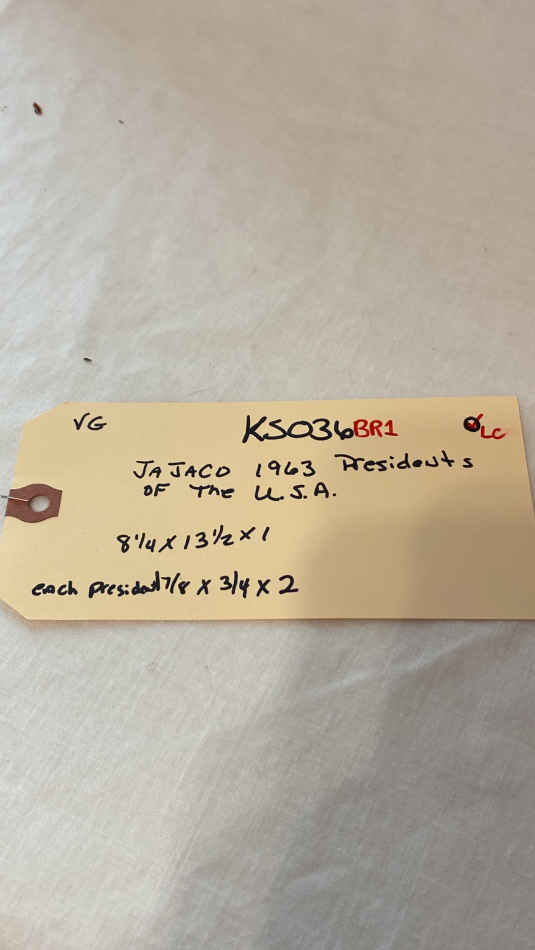 VG KSO36BR1 LC
JAJACO 1963 Presidents
OF The U.S.A.
8 1/4 x 13 1/2 x 1
each president 7/8 x 3/4 x 2